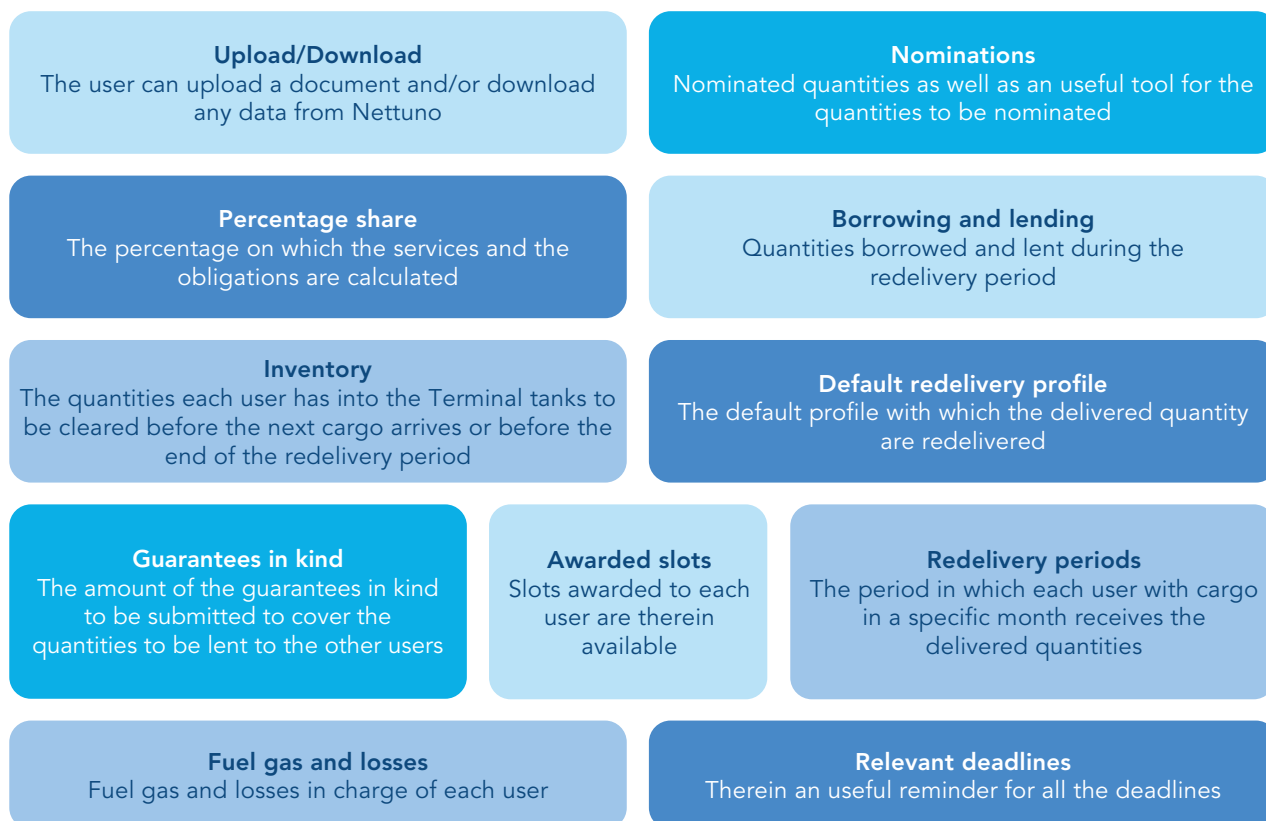 Upload/Download
The user can upload a document and/or download
any data from Nettuno
Nominations
Nominated quantities as well as an useful tool for the
quantities to be nominated
Percentage share
The percentage on which the services and the
obligations are calculated
Borrowing and lending
Quantities borrowed and lent during the
redelivery period
Inventory
The quantities each user has into the Terminal tanks to
be cleared before the next cargo arrives or before the
end of the redelivery period
Default redelivery profile
The default profile with which the delivered quantity
are redelivered
Guarantees in kind
The amount of the guarantees in kind
to be submitted to cover the
quantities to be lent to the other users
Awarded slots
Slots awarded to each
user are therein
available
Redelivery periods
The period in which each user with cargo
in a specific month receives the
delivered quantities
Fuel gas and losses
Fuel gas and losses in charge of each user
Relevant deadlines
Therein an useful reminder for all the deadlines